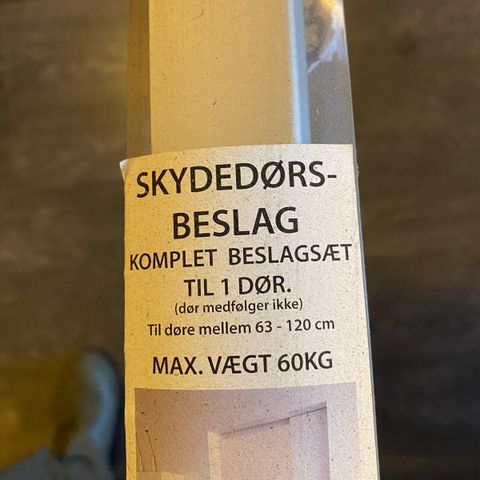 SKYDEDØRS-
BESLAG
KOMPLET BESLAGSÆT
TIL 1 DØR.
(dør medfølger ikke)
Til døre mellem 63 - 120 cm
MAX. VÆGT 60KG